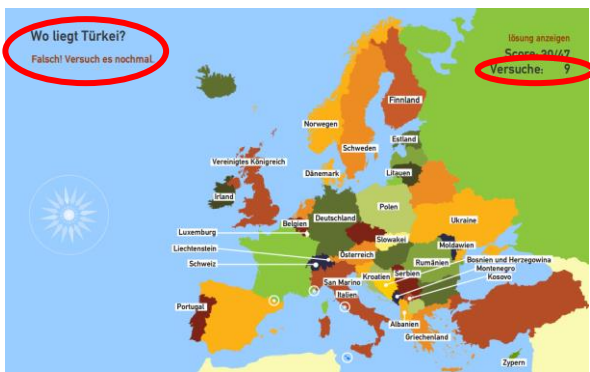 Wo liegt Türkei?
Falsch! Versuch es nochmal.
lösung anzeigen
Score: 20/47
Versuche: 9
Finnland
Norwegen
Schweden
Estland
Vereinigtes Königreich
Dänemark
Litauen
Irland
Polen
Deutschland
Belgien
Ukraine
Luxemburg
Slowakei
Moldawien
Liechtenstein
Österreich
Bosnien und Herzegowina
Schweiz
Rumänien
Montenegro
Kroatien
Serbien
Kosovo
San Marino
Italien
Portugal
Albanien
Griechenland
Zypern